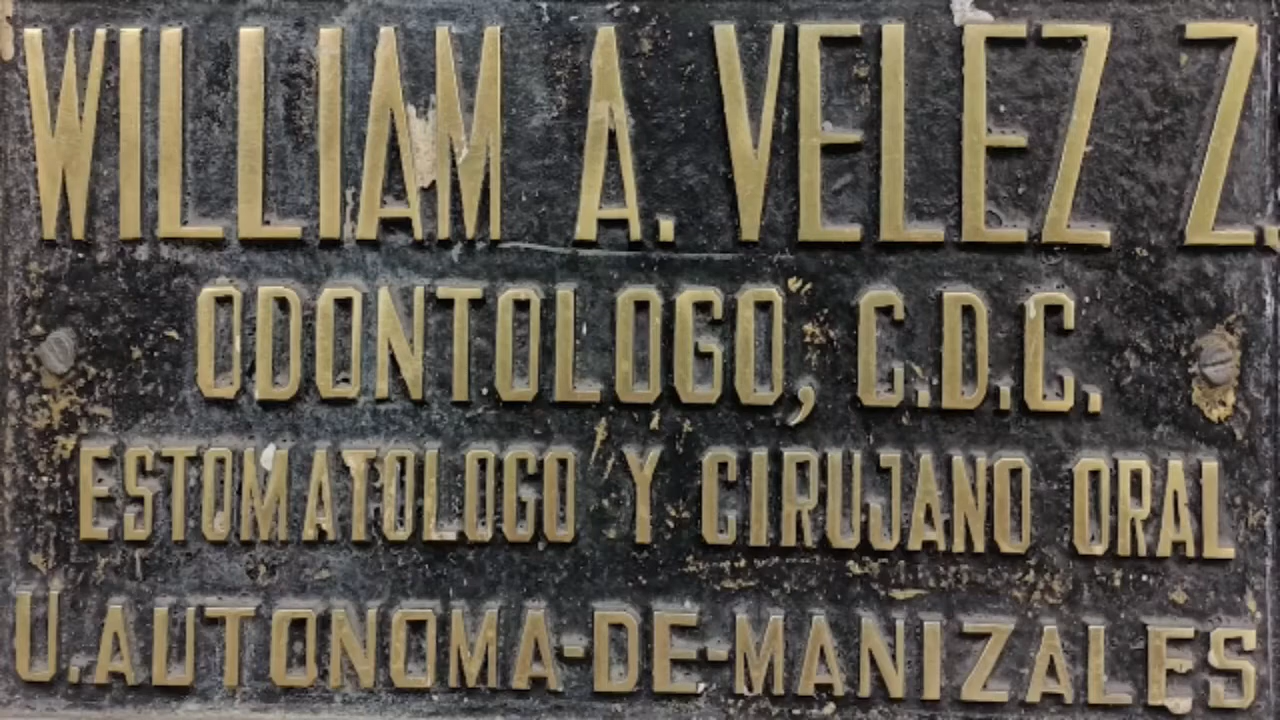 WILLIAM A. VELEZ Z.
ODONTOLOGO, C.D.C.
ESTOMATOLOGO Y CIRUJANO ORAL
U.AUTONOMA-DE-MANIZALES